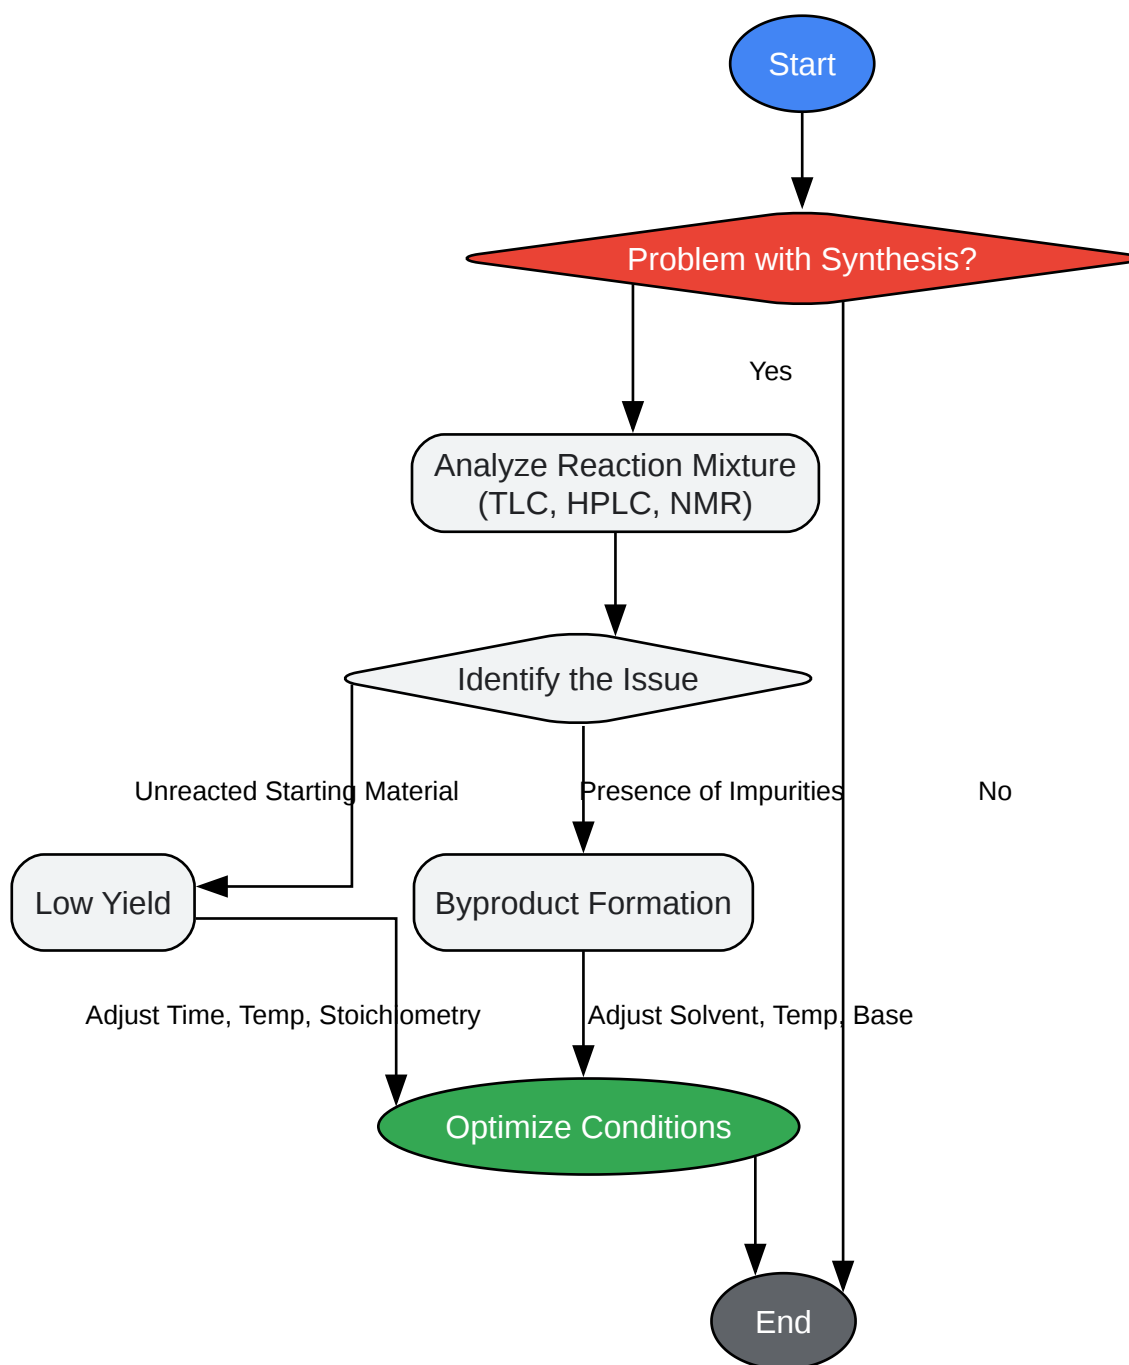 Start
Problem with Synthesis?
Yes
Analyze Reaction Mixture
(TLC, HPLC, NMR)
Identify the Issue
Unreacted Starting Material
Presence of Impurities
No
Low Yield
Byproduct Formation
Adjust Time, Temp, Stoichiometry
Adjust Solvent, Temp, Base
Optimize Conditions
End